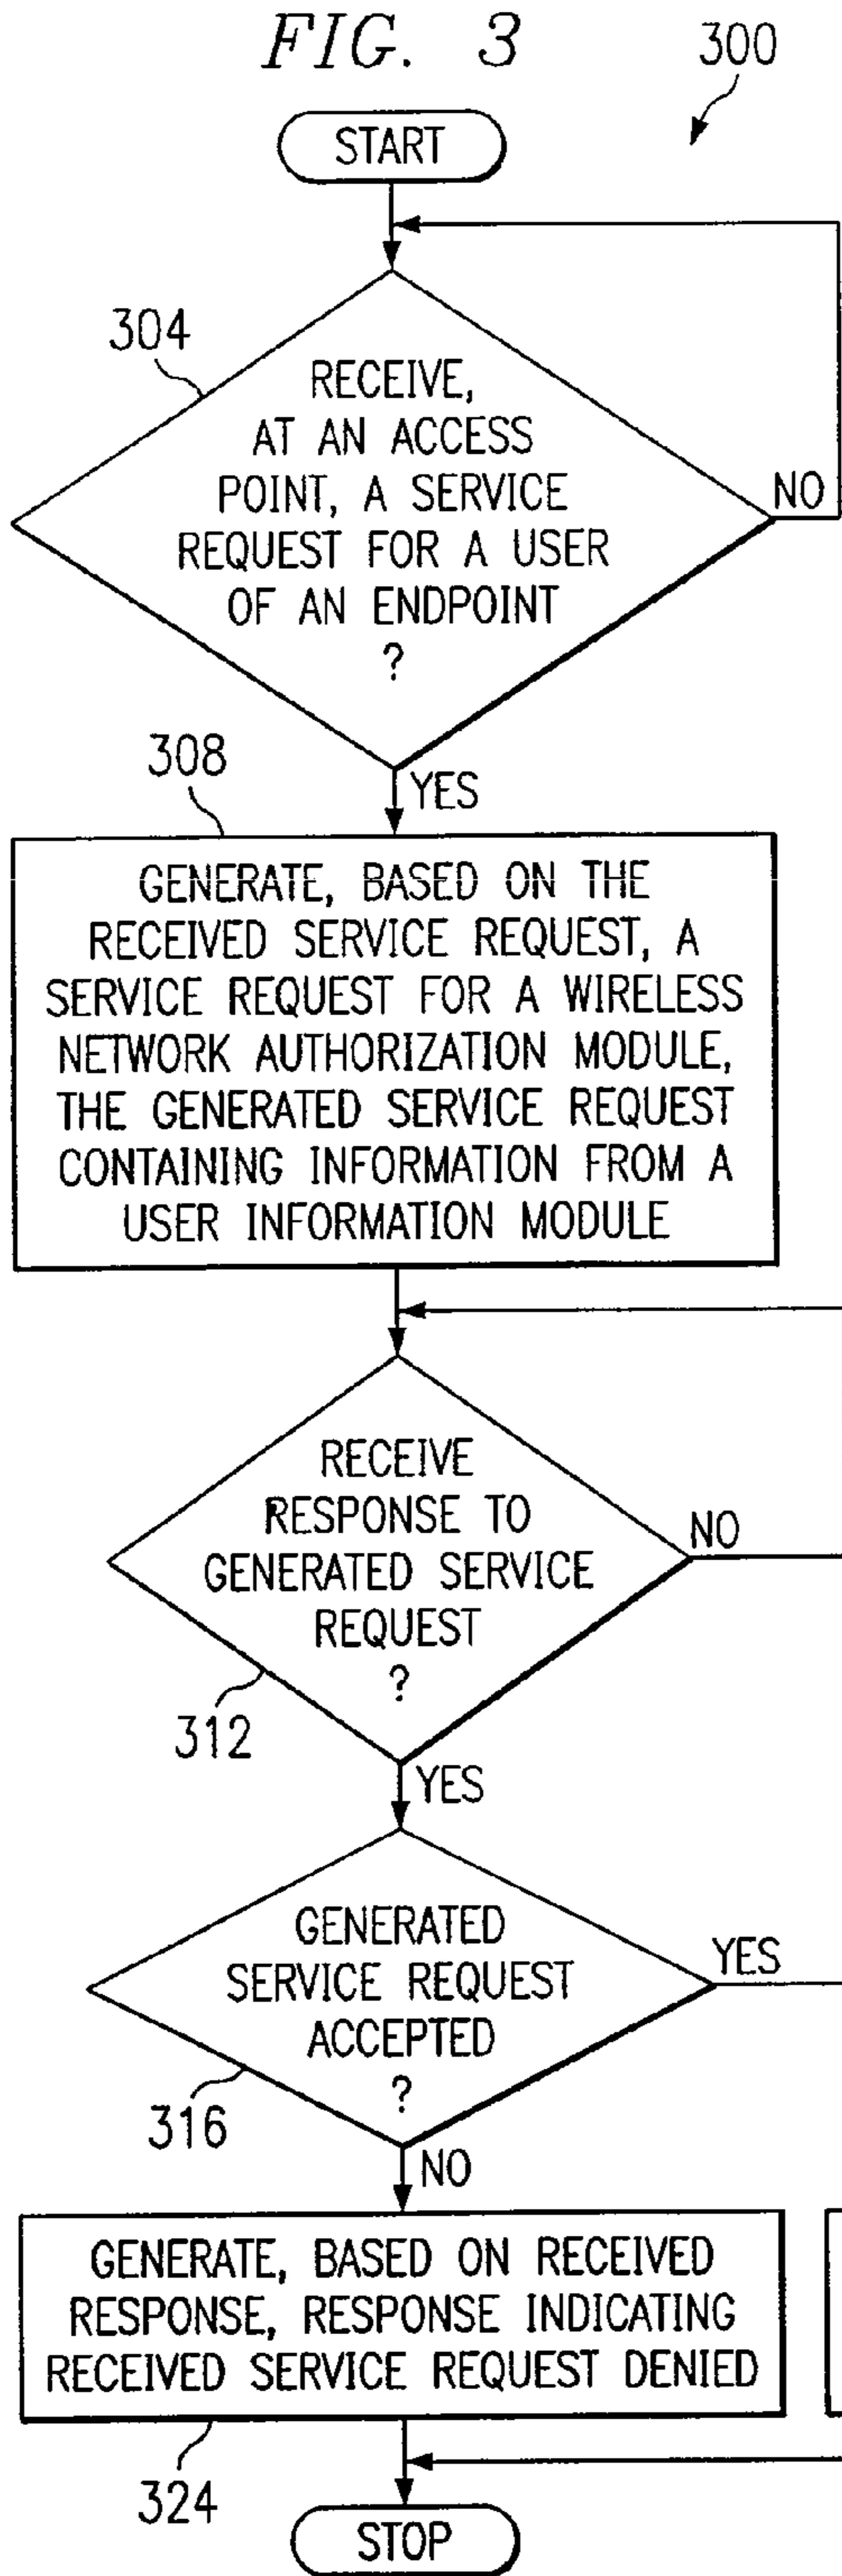 FIG. 3
300
START
304
RECEIVE,
AT AN ACCESS
POINT, A SERVICE
REQUEST FOR A USER
OF AN ENDPOINT
?
NO
308
YES
GENERATE, BASED ON THE
RECEIVED SERVICE REQUEST, A
SERVICE REQUEST FOR A WIRELESS
NETWORK AUTHORIZATION MODULE,
THE GENERATED SERVICE REQUEST
CONTAINING INFORMATION FROM A
USER INFORMATION MODULE
RECEIVE
RESPONSE TO
GENERATED SERVICE
REQUEST
?
NO
312
YES
GENERATED
SERVICE REQUEST
ACCEPTED
?
YES
316
NO
GENERATE, BASED ON RECEIVED
RESPONSE, RESPONSE INDICATING
RECEIVED SERVICE REQUEST DENIED
324
STOP